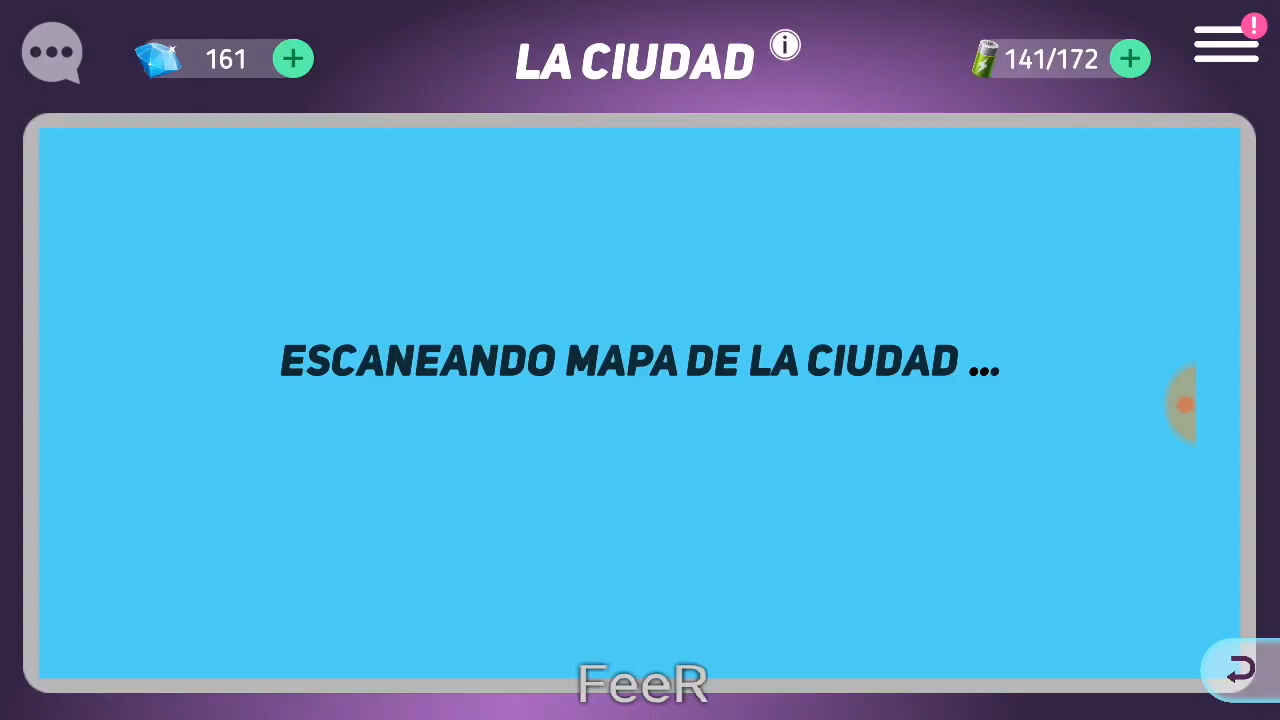 161
LA CIUDAD
i
141/172
!
ESCANEANDO MAPA DE LA CIUDAD ...
FeeR